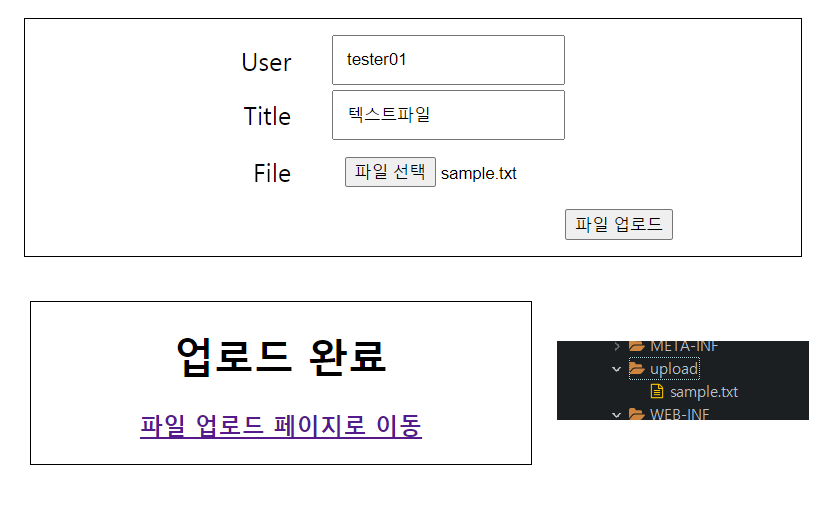 User tester01
Title 텍스트파일
File 파일 선택 sample.txt
파일 업로드
업로드 완료
파일 업로드 페이지로 이동
META-INF
upload
sample.txt
WEB-INF